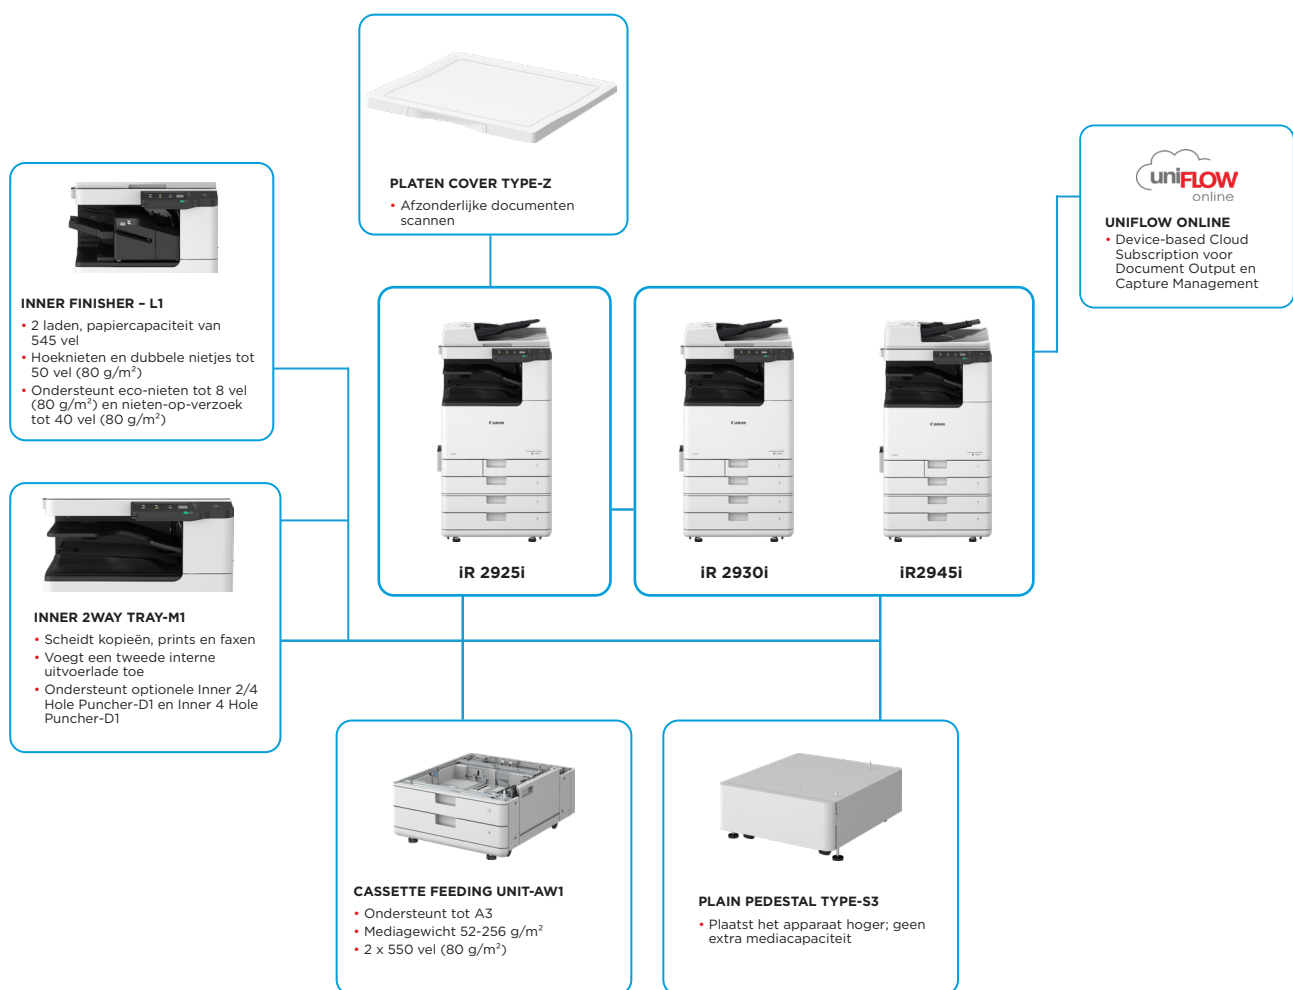 PLATEN COVER TYPE-Z
• Afzonderlijke documenten
scannen
uniFLOW
online
UNIFLOW ONLINE
• Device-based Cloud
Subscription voor
Document Output en
Capture Management
INNER FINISHER – L1
• 2 laden, papiercapaciteit van
545 vel
• Hoeknieten en dubbele nietjes tot
50 vel (80 g/m²)
• Ondersteunt eco-nieten tot 8 vel
(80 g/m²) en nieten-op-verzoek
tot 40 vel (80 g/m²)
Canon
Canon
Canon
iR 2925i
iR 2930i
iR2945i
INNER 2WAY TRAY-M1
• Scheidt kopieën, prints en faxen
• Voegt een tweede interne
uitvoerlade toe
• Ondersteunt optionele Inner 2/4
Hole Puncher-D1 en Inner 4 Hole
Puncher-D1
CASSETTE FEEDING UNIT-AW1
• Ondersteunt tot A3
• Mediagewicht 52-256 g/m²
• 2 x 550 vel (80 g/m²)
PLAIN PEDESTAL TYPE-S3
• Plaatst het apparaat hoger; geen
extra mediacapaciteit